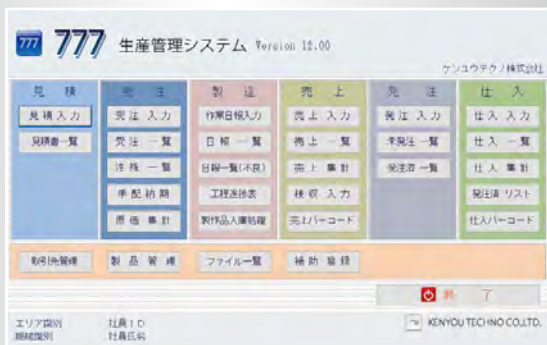 777 777 生産管理システム Version 12.00
ケンユウテクノ株式会社
見 積 受 注 製 造 売 上 発 注 仕 入
見積入力 受注 入力 作業日報入力 売上 入力 発注 入力 仕入 入力
見積書一覧 受注 一覧 日報 一覧 売上 一覧 未発注 一覧 仕入 一覧
注残 一覧 日報一覧(不良) 売上 集計 発注済 一覧 仕入 集計
手配納期 工程進捗表 検収 入力 発注済 リスト
原価 集計 製作品入庫処理 売上バーコード 仕入バーコード
取引先管理 製品管理 ファイル一覧 補助登録
終 了
エリア識別 社員ID
機械識別 社員氏名
KENYOU TECHNO CO.,LTD.